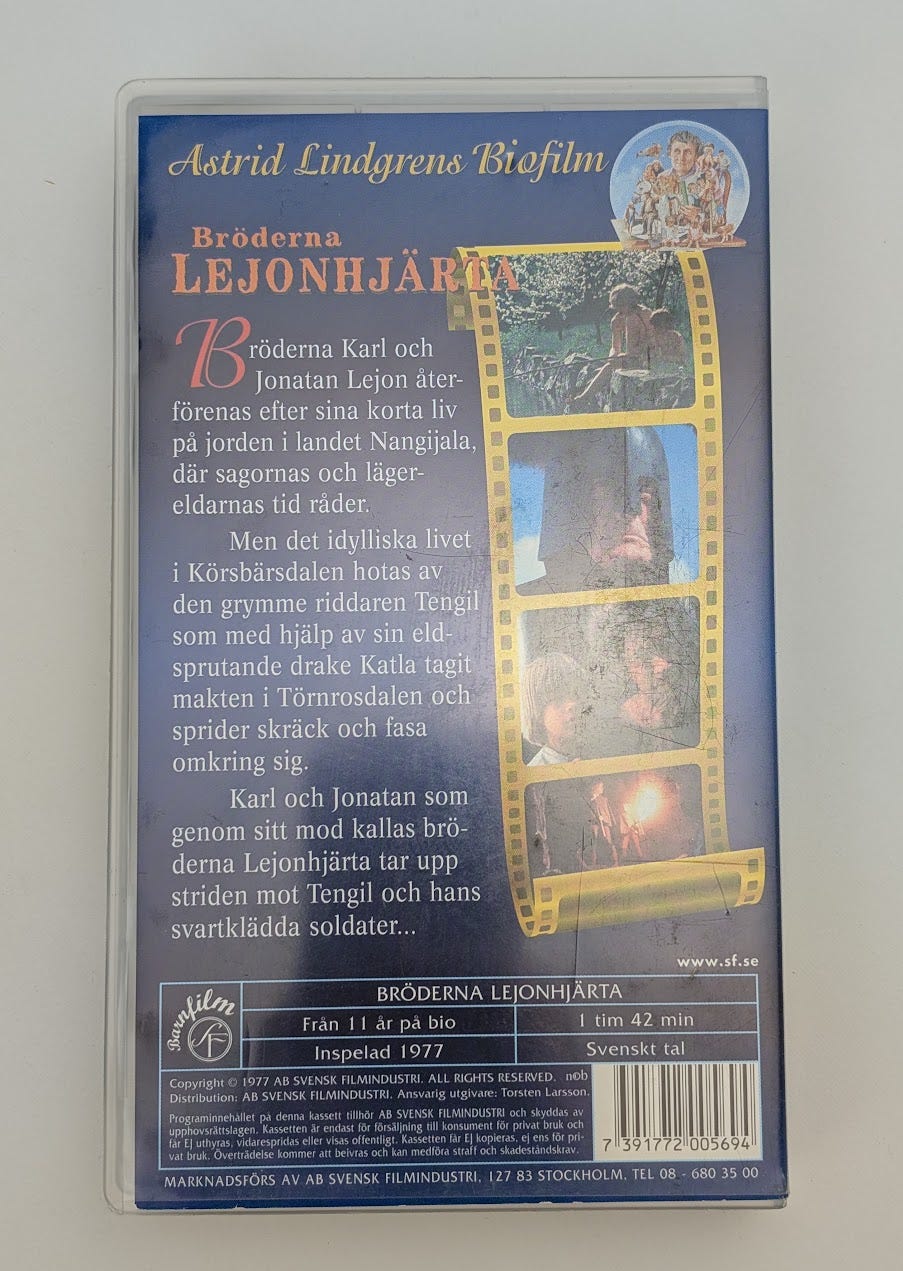 Astrid Lindgrens Biofilm
Bröderna
LEJONHJÄRTA
Bröderna Karl och
Jonatan Lejon åter-
förenas efter sina korta liv
på jorden i landet Nangijala,
där sagornas och läger-
eldarnas tid råder.
Men det idylliska livet
i Körsbärsdalen hotas av
den grymme riddaren Tengil
som med hjälp av sin eld-
sprutande drake Katla tagit
makten i Törnrosdalen och
sprider skräck och fasa
omkring sig.
Karl och Jonatan som
genom sitt mod kallas brö-
derna Lejonhjärta tar upp
striden mot Tengil och hans
svartklädda soldater...
www.sf.se
Barnfilm
SF
BRÖDERNA LEJONHJÄRTA
Från 11 år på bio
1 tim 42 min
Inspelad 1977
Svenskt tal
Copyright © 1977 AB SVENSK FILMINDUSTRI. ALL RIGHTS RESERVED. n©b
Distribution: AB SVENSK FILMINDUSTRI. Ansvarig utgivare: Torsten Larsson.
Programinnehållet på denna kassett tillhör AB SVENSK FILMINDUSTRI och skyddas av
upphovsrättslagen. Kassetten är endast för försäljning till konsument för privat bruk och
får EJ uthyras, vidarespridas eller visas offentligt. Kassetten får EJ kopieras, ej ens för pri-
vat bruk. Överträdelse kommer att beivras och kan medföra straff och skadeståndskrav.
7 391772 005694
MARKNADSFÖRS AV AB SVENSK FILMINDUSTRI, 127 83 STOCKHOLM, TEL 08 - 680 35 00